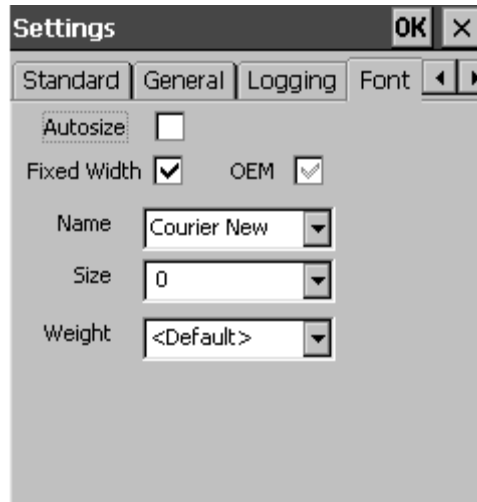 Settings OK
Standard General Logging Font
Autosize
Fixed Width OEM
Name Courier New
Size 0
Weight <Default>